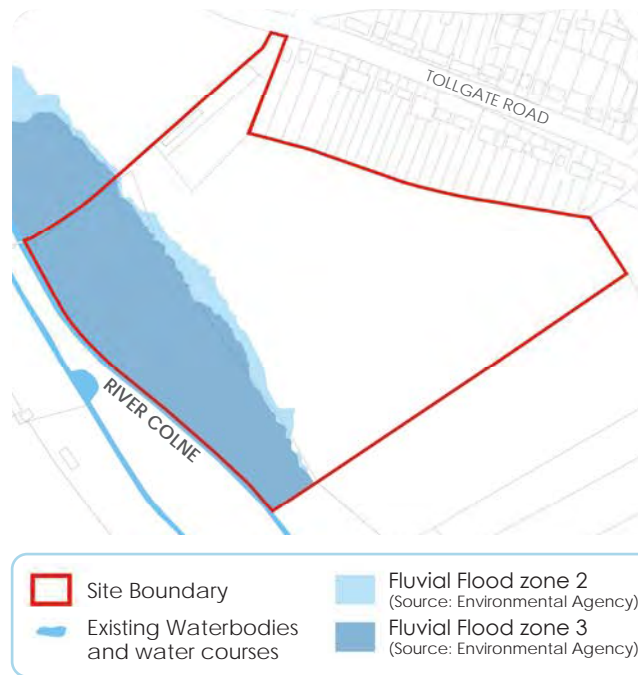 TOLLGATE ROAD
RIVER COLNE
Site Boundary
Existing Waterbodies
and water courses
Fluvial Flood zone 2
(Source: Environmental Agency)
Fluvial Flood zone 3
(Source: Environmental Agency)